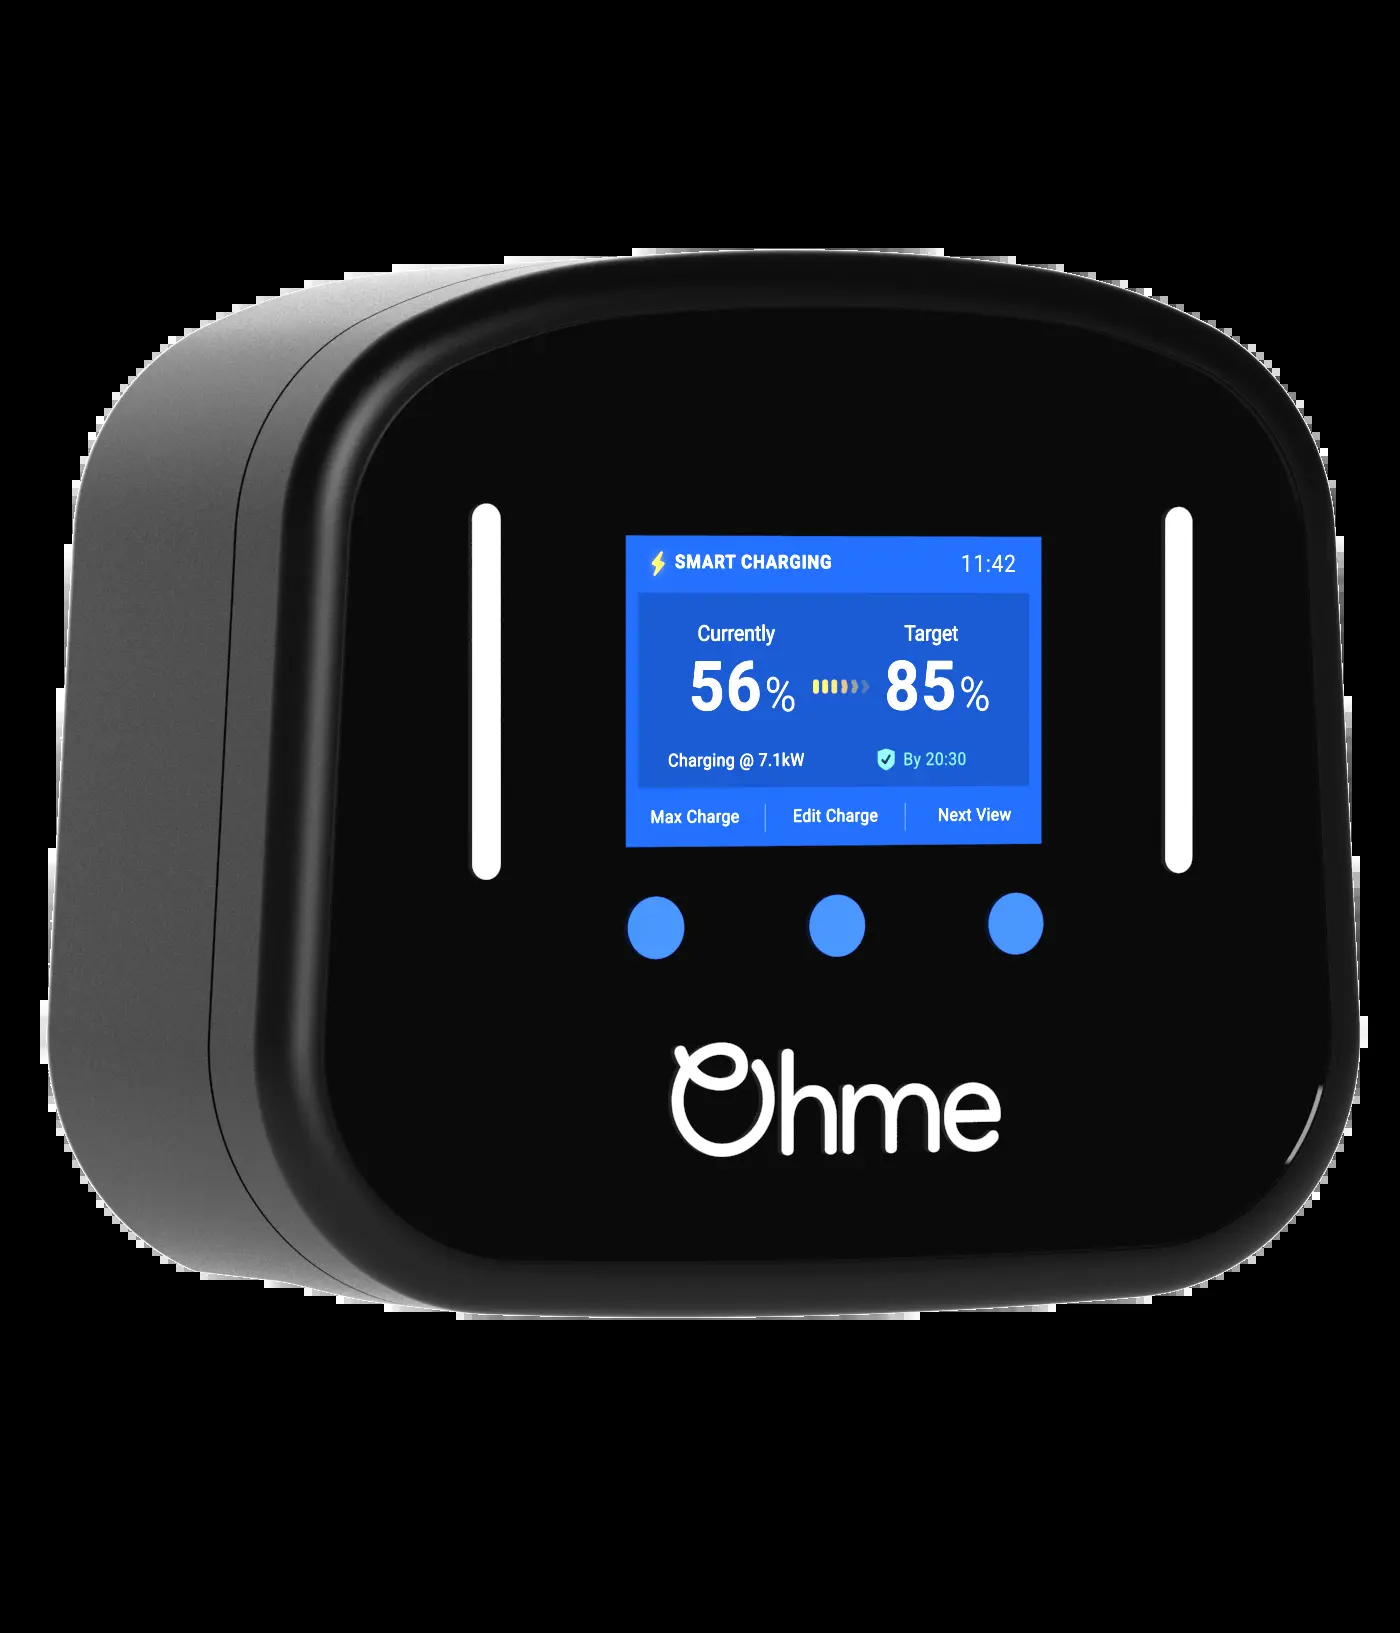 SMART CHARGING 11:42
Currently Target
56% 85%
Charging @ 7.1kW By 20:30
Max Charge Edit Charge Next View
Ohme